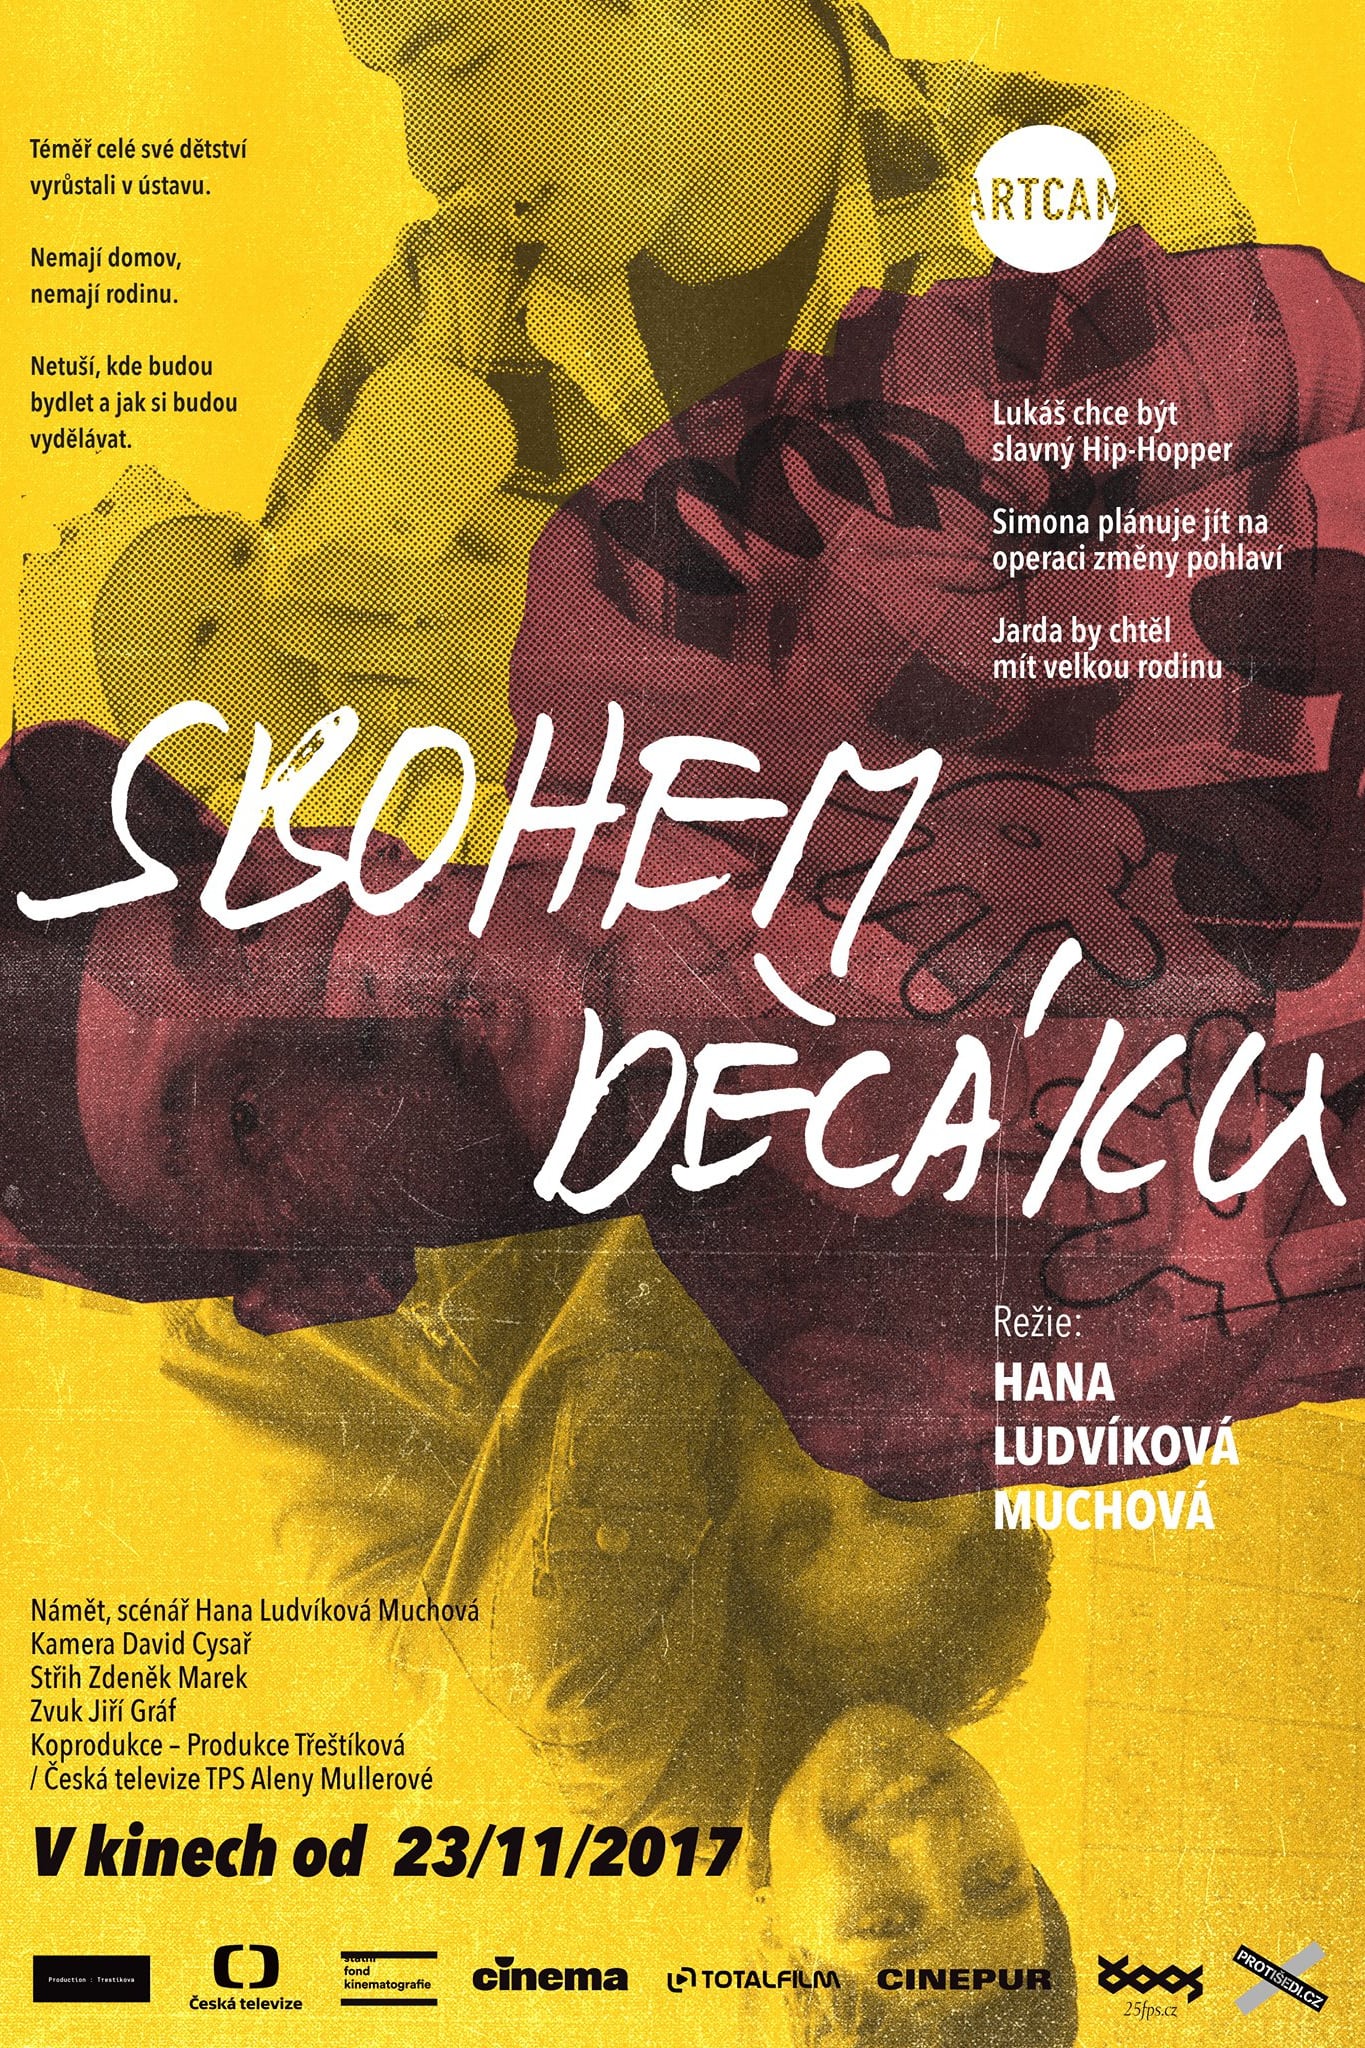 Téměř celé své dětství
vyrůstali v ústavu.
Nemají domov,
nemají rodinu.
Netuší, kde budou
bydlet a jak si budou
vydělávat.
ARTCAM
Lukáš chce být
slavný Hip-Hopper
Simona plánuje jít na
operaci změny pohlaví
Jarda by chtěl
mít velkou rodinu
SBOHEM
DĚCÁKU
Režie:
HANA
LUDVÍKOVÁ
MUCHOVÁ
Námět, scénář Hana Ludvíková Muchová
Kamera David Cysař
Střih Zdeněk Marek
Zvuk Jiří Gráf
Koprodukce – Produkce Třeštíková
/ Česká televize TPS Aleny Mullerové
V kinech od 23/11/2017
Production : Trestikova
Česká televize
státní
fond
kinematografie
cinema
TOTALFILM
CINEPUR
25fps.cz
PROTIŠEDI.CZ